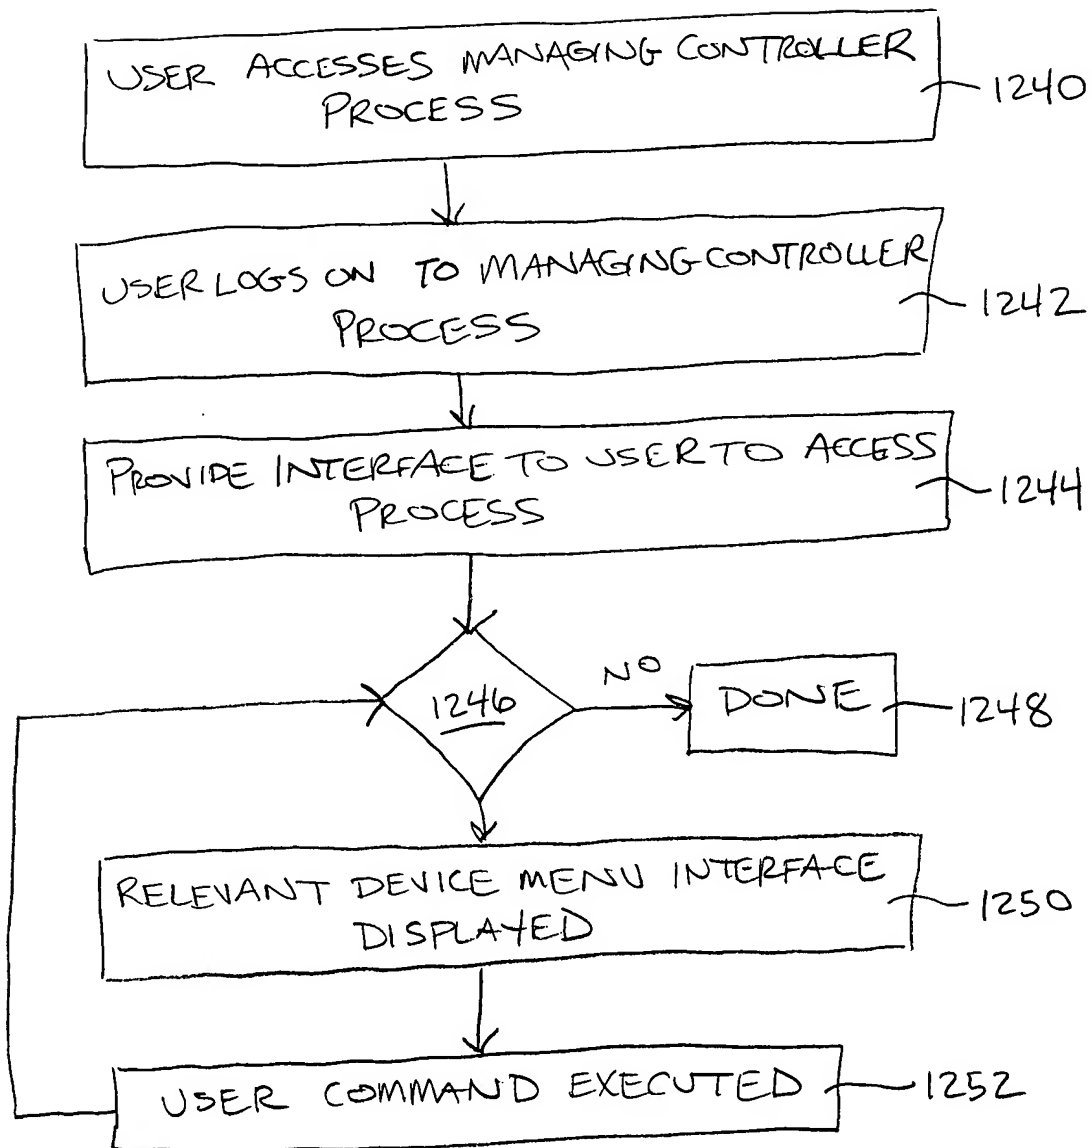 USER ACCESSES MANAGING CONTROLLER
PROCESS
1240
USER LOGS ON TO MANAGING CONTROLLER
PROCESS
1242
PROVIDE INTERFACE TO USER TO ACCESS
PROCESS
1244
1246
NO
DONE
1248
RELEVANT DEVICE MENU INTERFACE
DISPLAYED
1250
USER COMMAND EXECUTED
1252